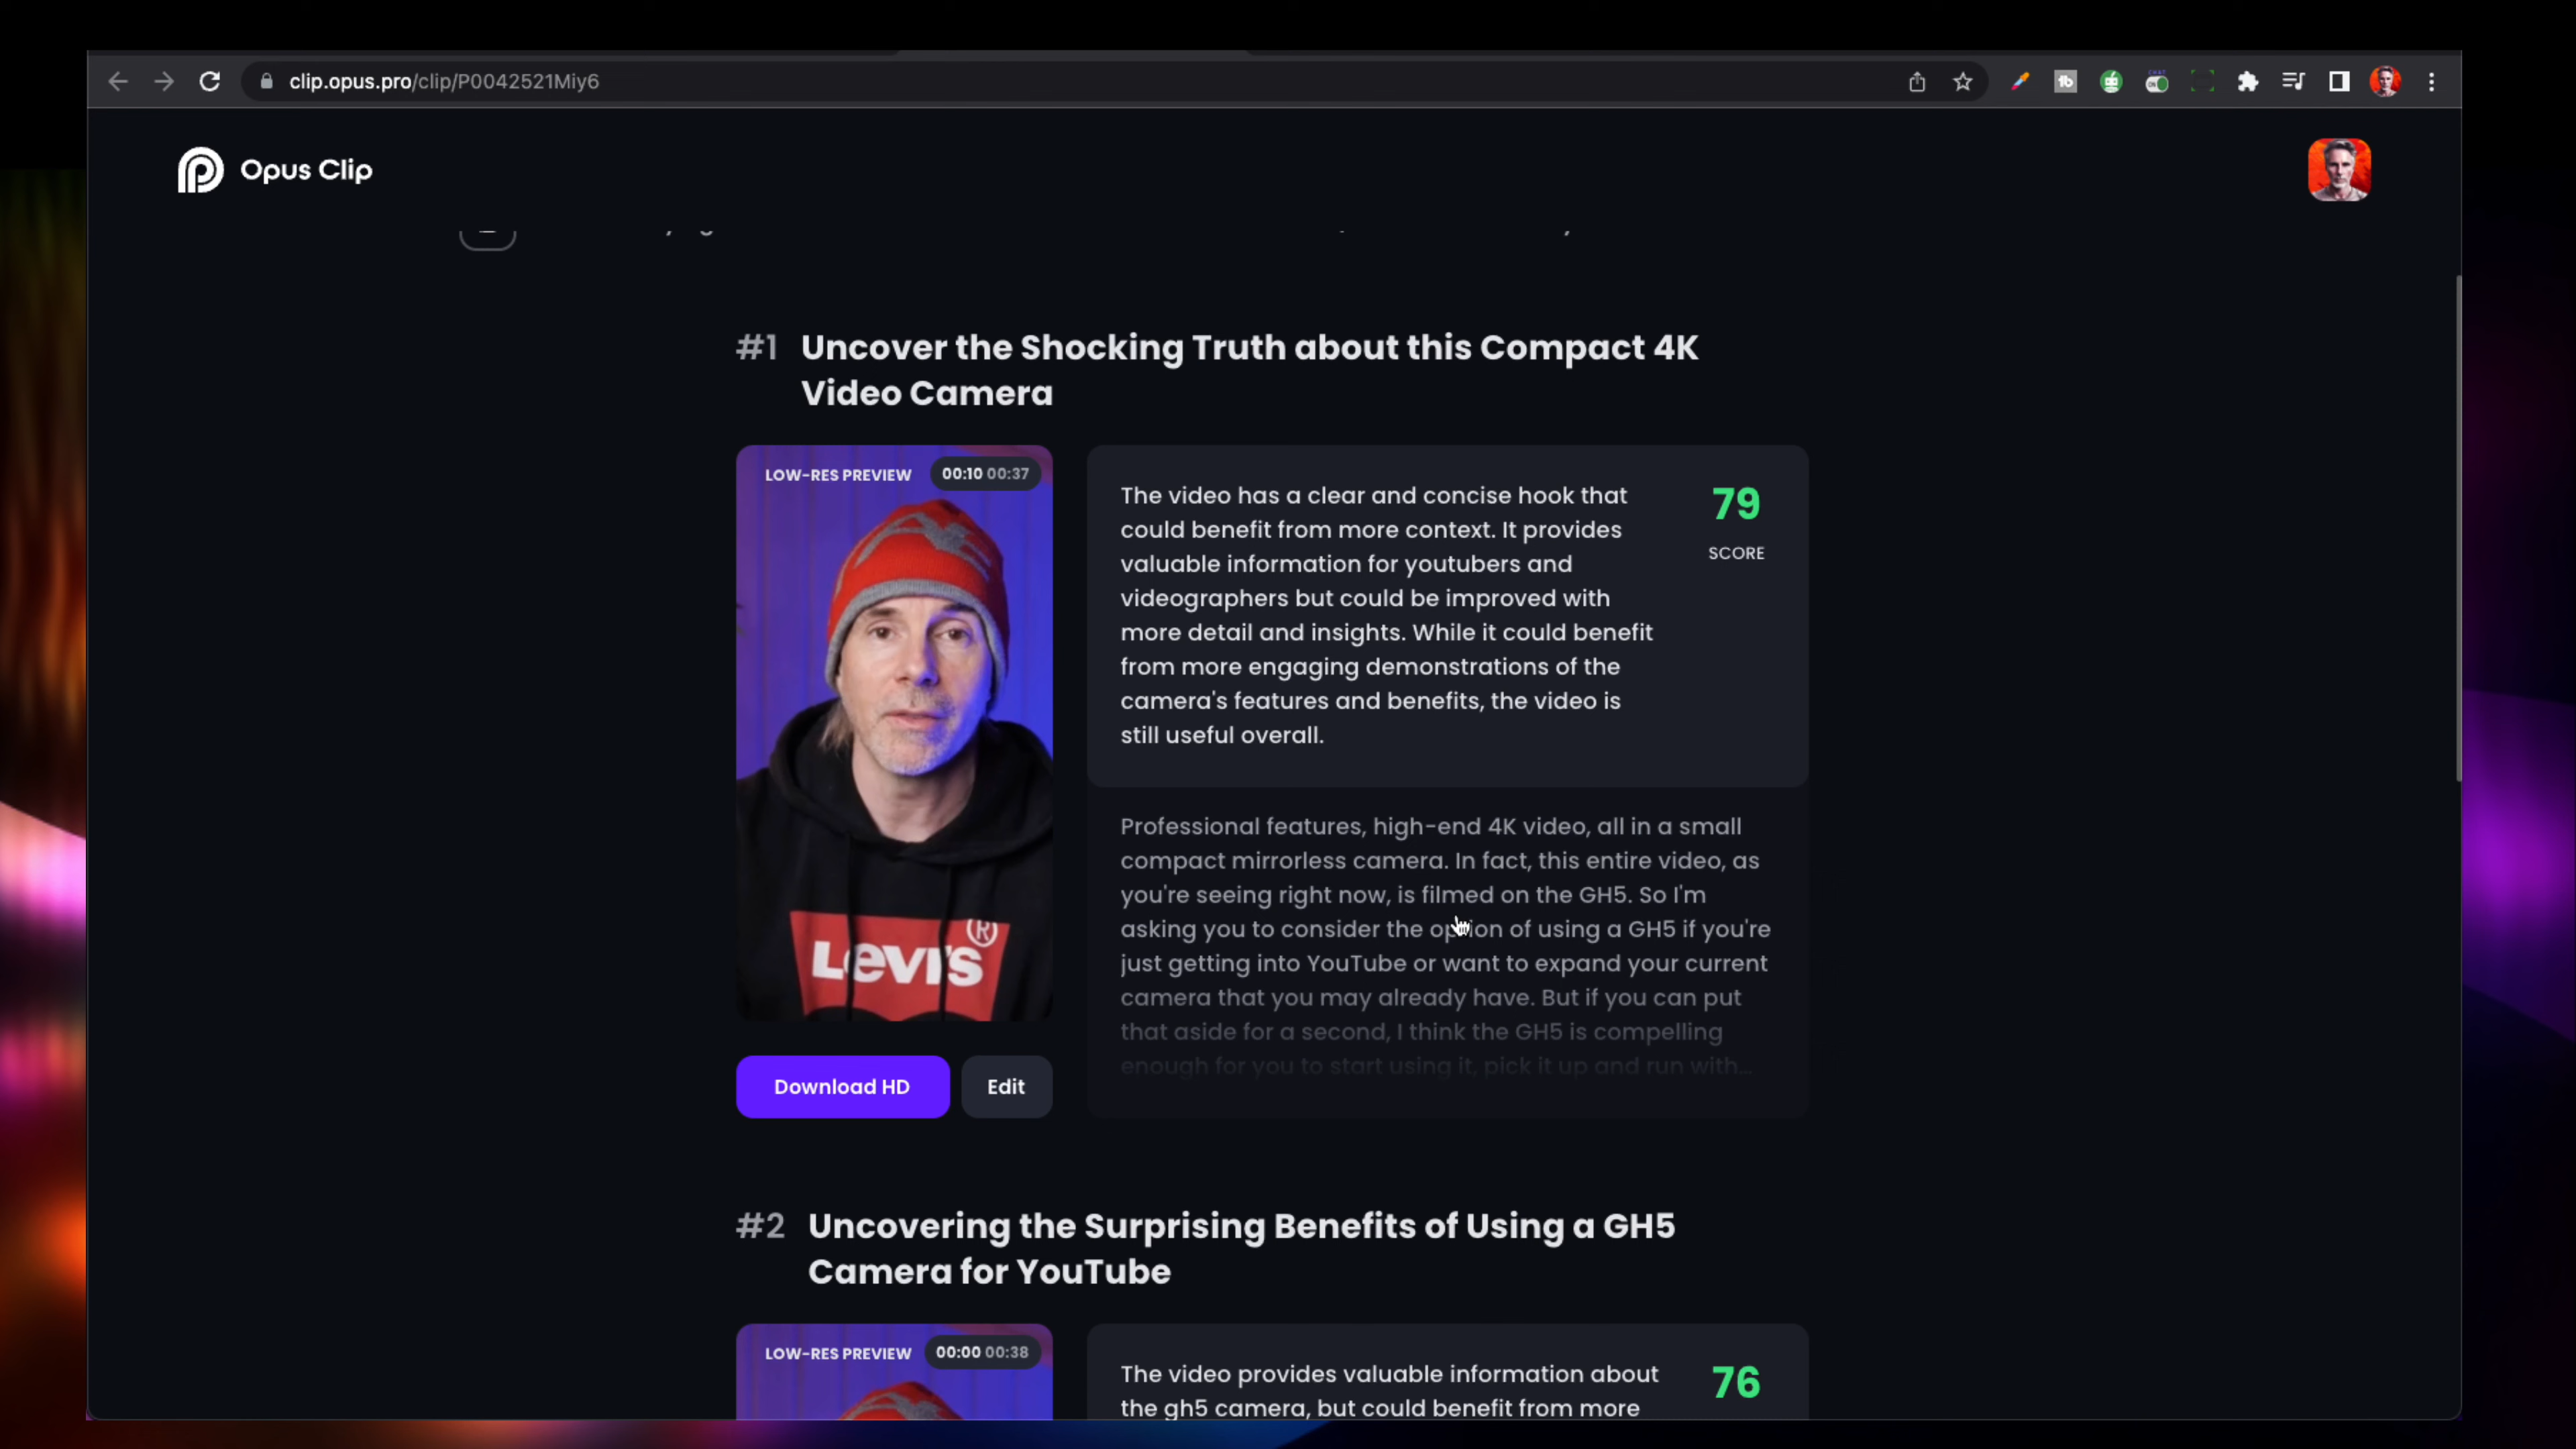 clip.opus.pro/clip/P0042521Miy6
Opus Clip
#1 Uncover the Shocking Truth about this Compact 4K
Video Camera
LOW-RES PREVIEW 00:10 00:37
The video has a clear and concise hook that
could benefit from more context. It provides
valuable information for youtubers and
videographers but could be improved with
more detail and insights. While it could benefit
from more engaging demonstrations of the
camera's features and benefits, the video is
still useful overall.
79
SCORE
Levi's ®
Professional features, high-end 4K video, all in a small
compact mirrorless camera. In fact, this entire video, as
you're seeing right now, is filmed on the GH5. So I'm
asking you to consider the option of using a GH5 if you're
just getting into YouTube or want to expand your current
camera that you may already have. But if you can put
that aside for a second, I think the GH5 is compelling
enough for you to start using it, pick it up and run with...
Download HD
Edit
#2 Uncovering the Surprising Benefits of Using a GH5
Camera for YouTube
LOW-RES PREVIEW 00:00 00:38
The video provides valuable information about
the gh5 camera, but could benefit from more
76